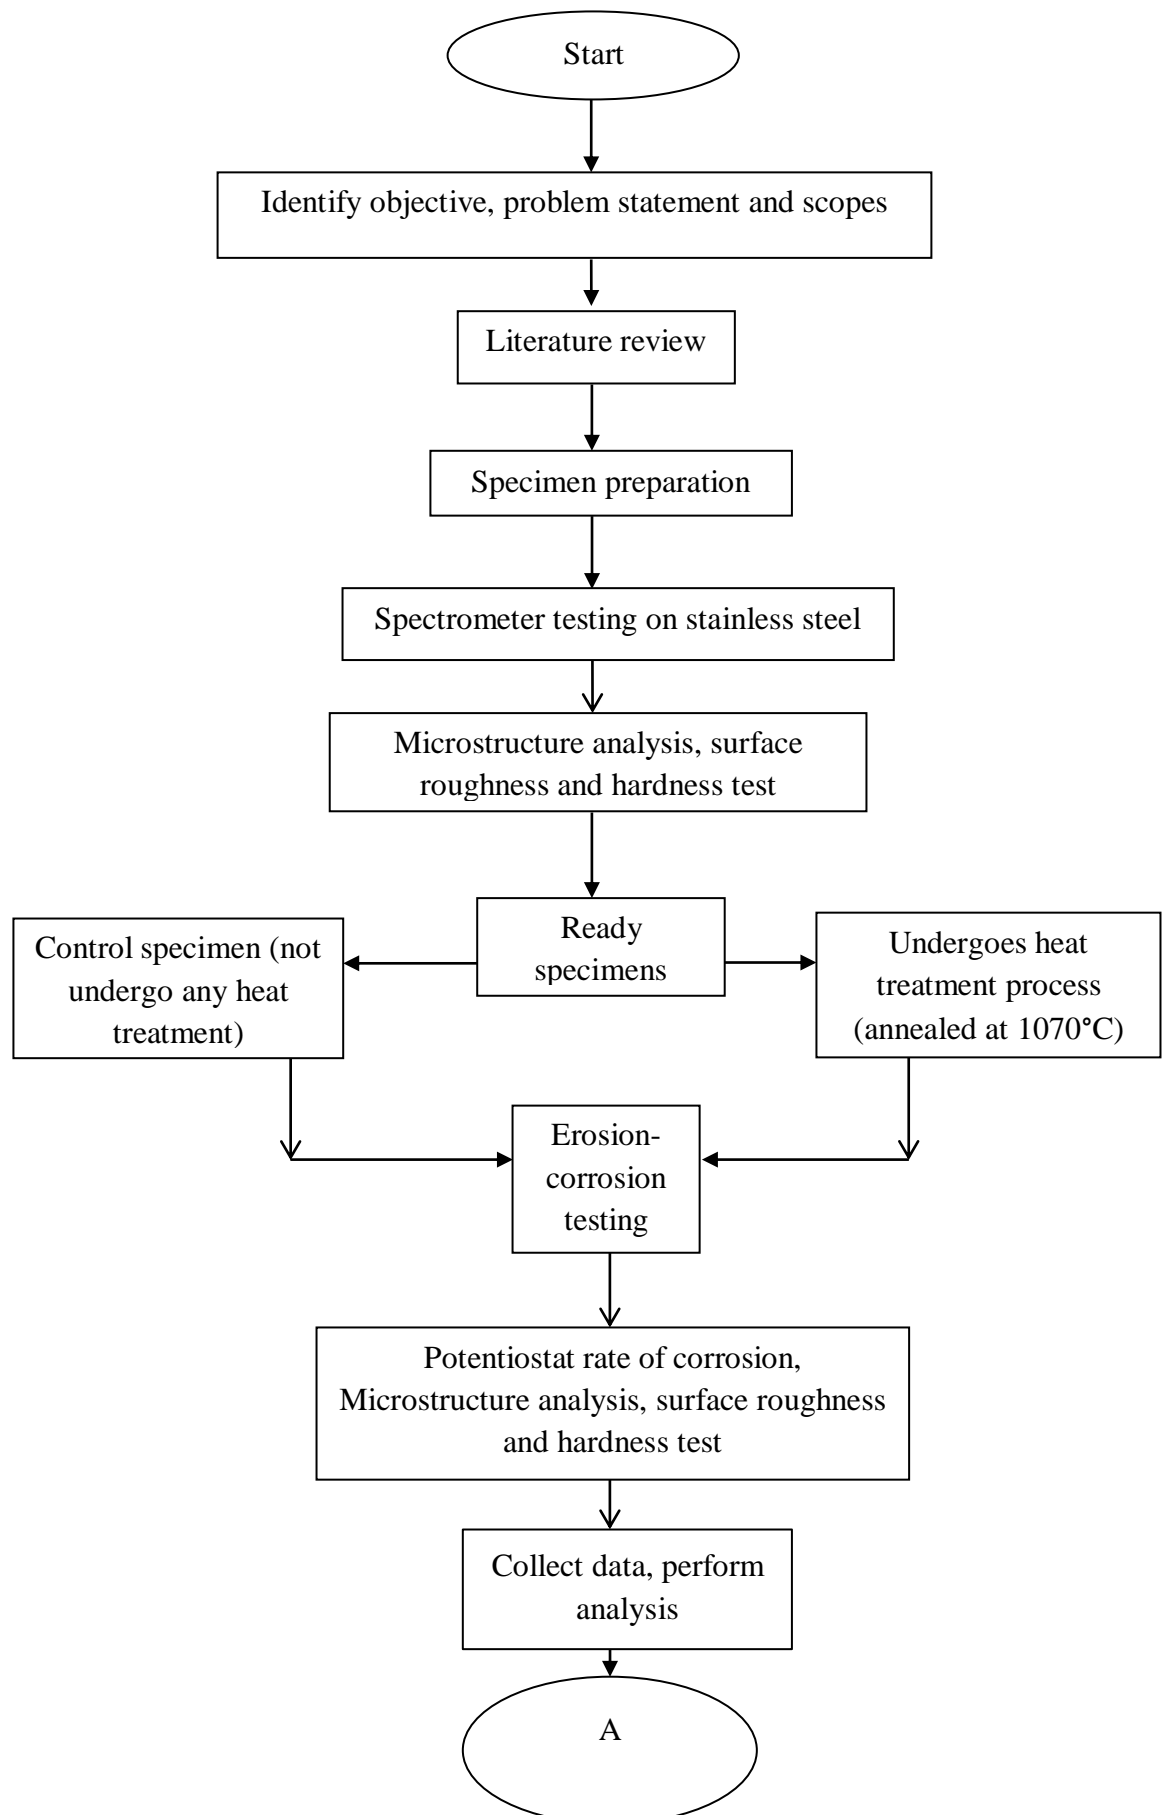 Start
Identify objective, problem statement and scopes
Literature review
Specimen preparation
Spectrometer testing on stainless steel
Microstructure analysis, surface
roughness and hardness test
Ready
specimens
Control specimen (not
undergo any heat
treatment)
Undergoes heat
treatment process
(annealed at 1070°C)
Erosion-
corrosion
testing
Potentiostat rate of corrosion,
Microstructure analysis, surface roughness
and hardness test
Collect data, perform
analysis
A